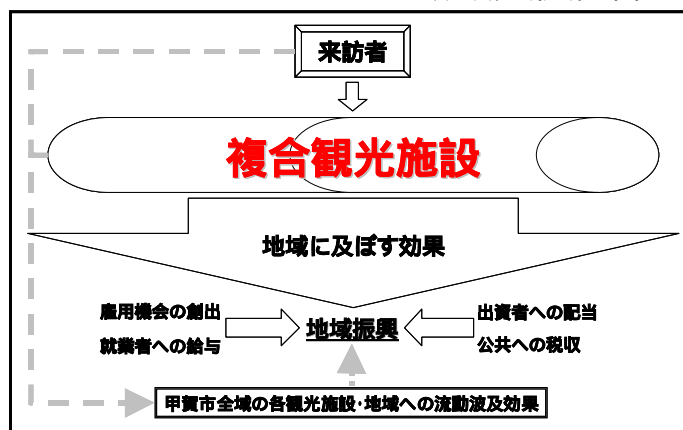 来訪者
複合観光施設
地域に及ぼす効果
雇用機会の創出
就業者への給与
地域振興
出資者への配当
公共への税収
甲賀市全域の各観光施設・地域への流動波及効果